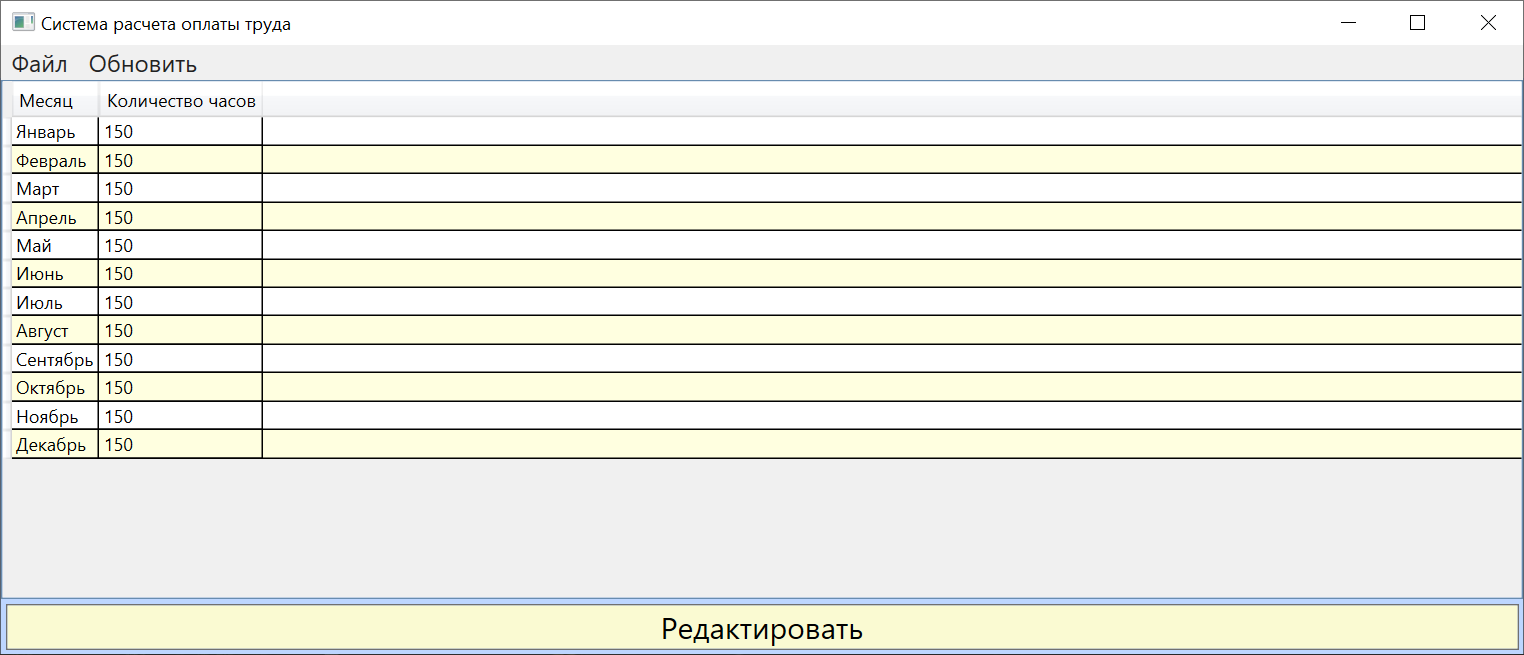 Система расчета оплаты труда
Файл Обновить
Месяц Количество часов
Январь 150
Февраль 150
Март 150
Апрель 150
Май 150
Июнь 150
Июль 150
Август 150
Сентябрь 150
Октябрь 150
Ноябрь 150
Декабрь 150
Редактировать